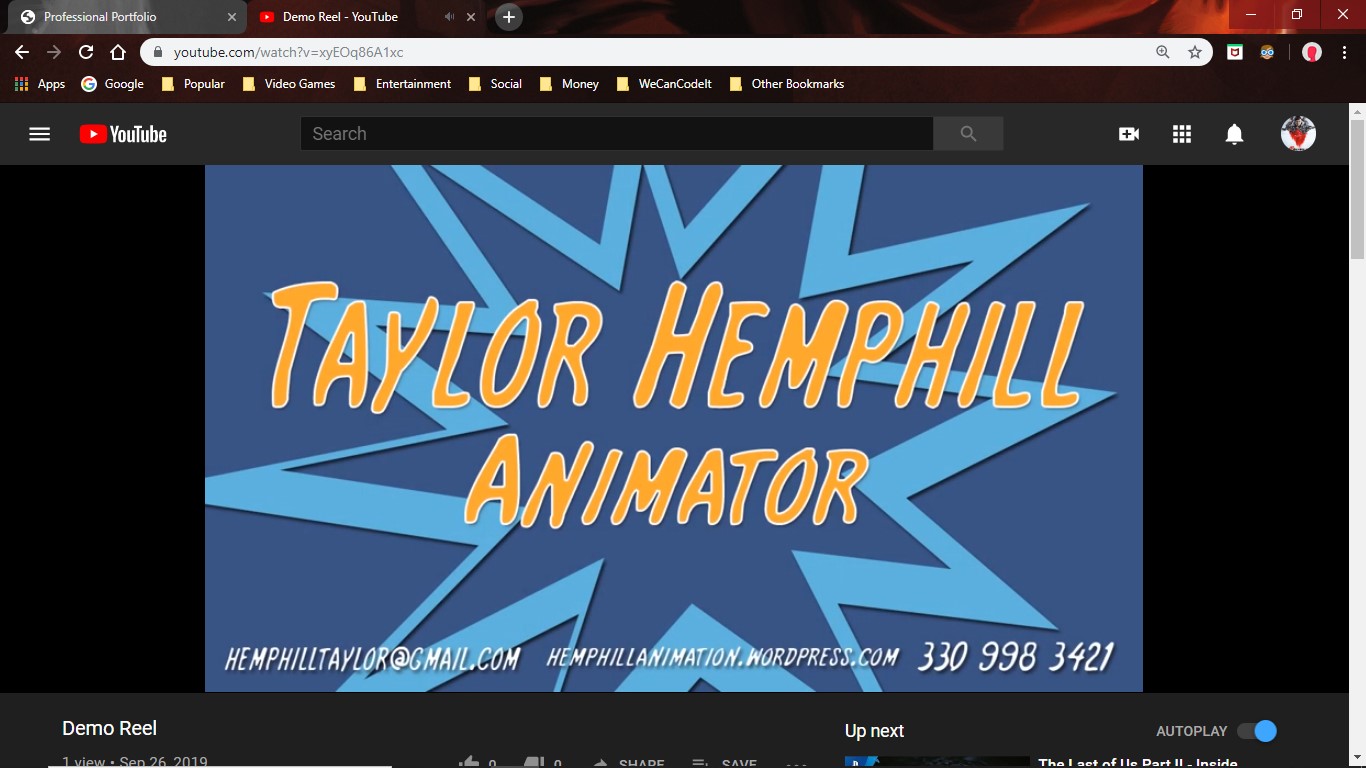 Professional Portfolio
Demo Reel - YouTube
youtube.com/watch?v=xyEOq86A1xc
Apps Google Popular Video Games Entertainment Social Money WeCanCodeIt Other Bookmarks
YouTube
Search
TAYLOR HEMPHILL
ANIMATOR
HEMPHILLTAYLOR@GMAIL.COM HEMPHILLANIMATION.WORDPRESS.COM 330 998 3421
Demo Reel
Up next AUTOPLAY
1 view • Sep 26, 2019 0 0 SHARE SAVE
The Last of Us Part II - Inside